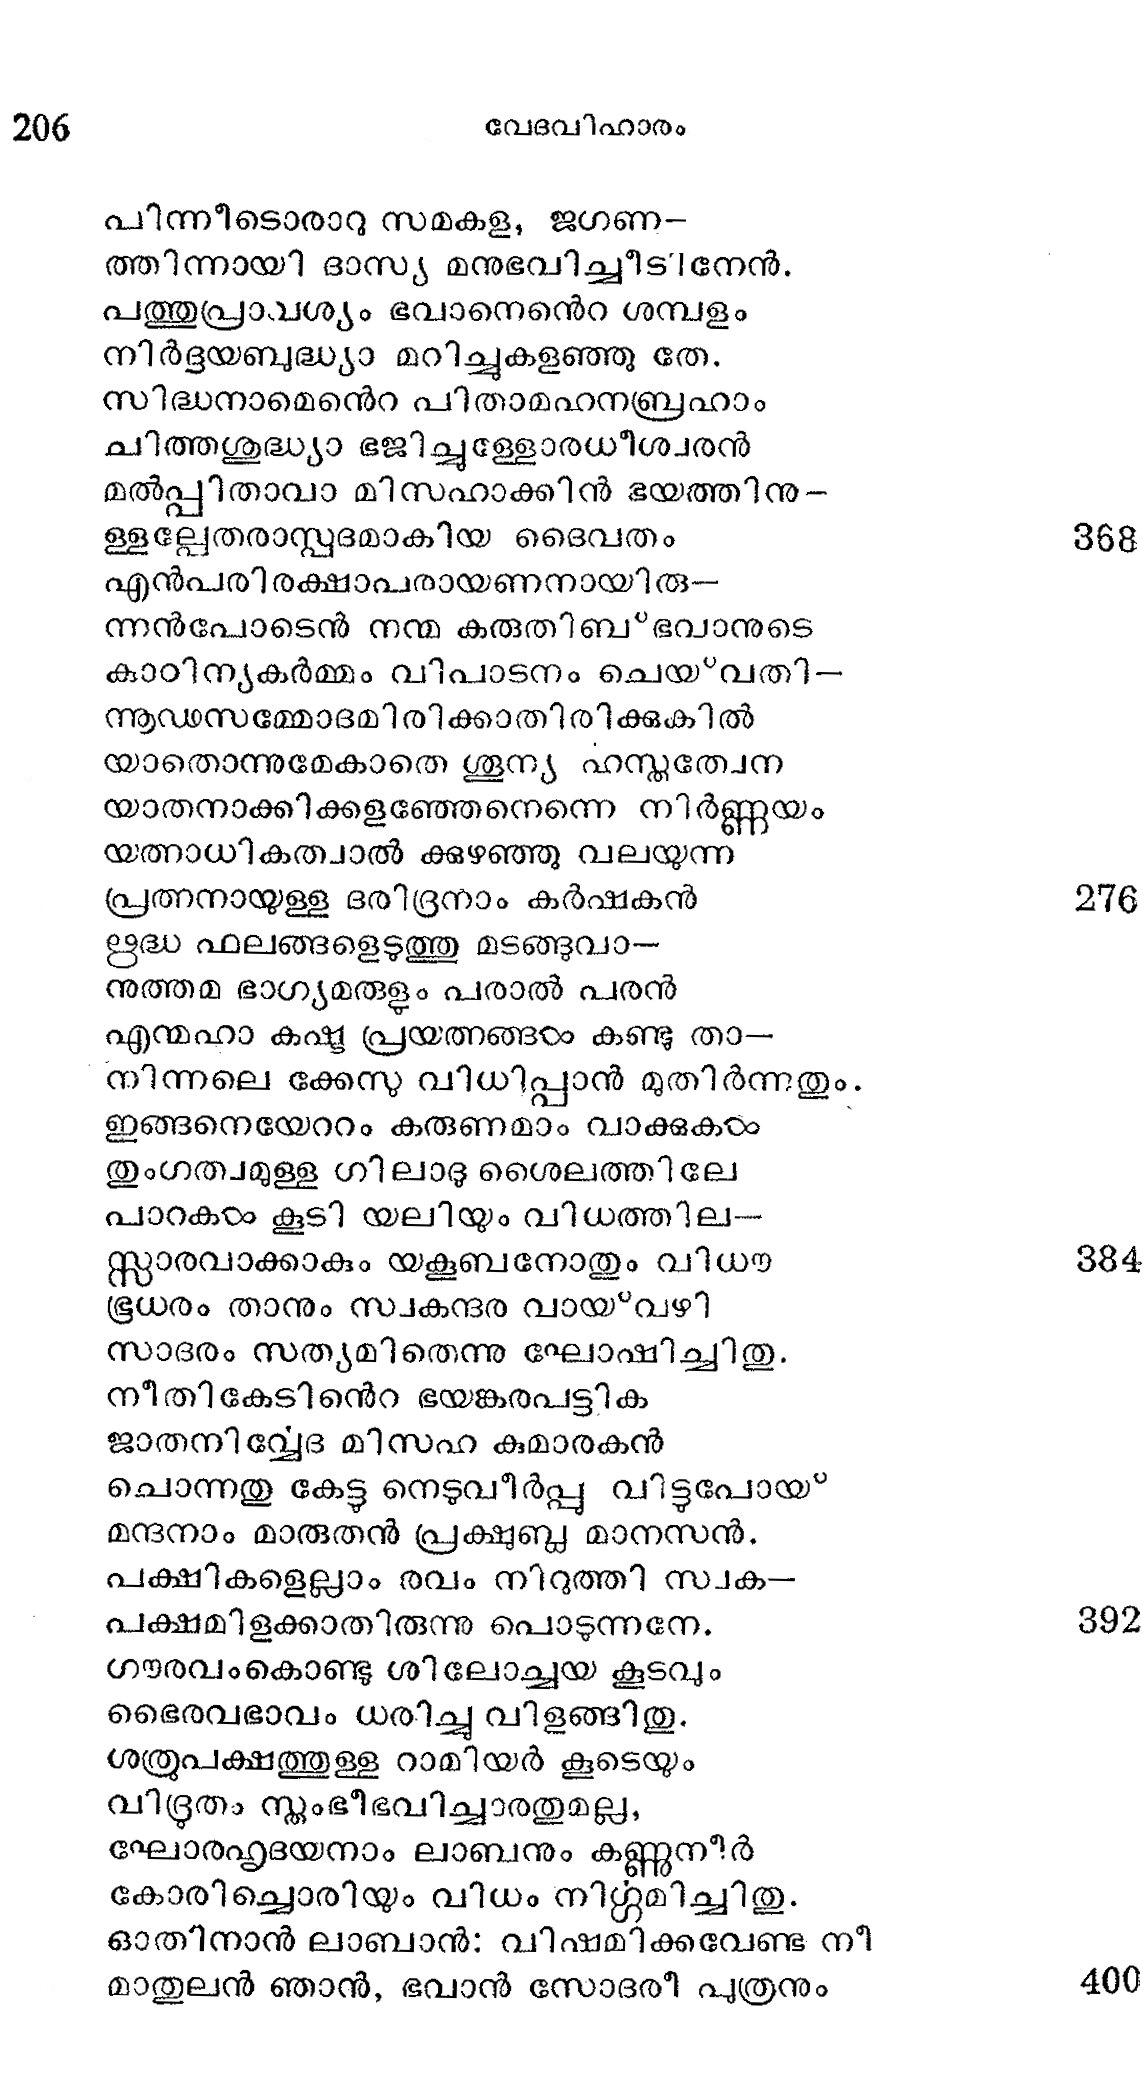 206 വേദവിഹാരം
പിന്നീടൊരാറു സമകള, ജഗണ—
ത്തിന്നായി ദാസ്യ മനുഭവിച്ചീടിനേൻ.
പത്തുപ്രാവശ്യം ഭവാനെൻെറ ശമ്പളം
നിർദ്ദയബുദ്ധ്യാ മറിച്ചുകളഞ്ഞു തേ.
സിദ്ധനാമെൻെറ പിതാമഹനബ്രഹാം
ചിത്തശുദ്ധ്യാ ഭജിച്ചുള്ളോരധീശ്വരൻ
മൽപ്പിതാവാ മിസഹാക്കിൻ ഭയത്തിനു—
ള്ളല്ലേതരാസ്പദമാകിയ ദൈവതം 368
എൻപരിരക്ഷാപരായണനായിരു—
ന്നൻപോടെൻ നന്മ കരുതിബ്ഭവാനുടെ
കാഠിന്യകർമ്മം വിപാടനം ചെയ്‌വതി—
ന്നൂഢസമ്മോദമിരിക്കാതിരിക്കുകിൽ
യാതൊന്നുമേകാതെ ശൂന്യ ഹസ്തത്വേന
യാതനാക്കിക്കളഞ്ഞേനെന്നെ നിർണ്ണയം
യത്നാധികത്വാൽ ക്കുഴഞ്ഞു വലയുന്ന
പ്രത്നനായുള്ള ദരിദ്രനാം കർഷകൻ 276
ഋദ്ധ ഫലങ്ങളെടുത്തു മടങ്ങുവാ—
നുത്തമ ഭാഗ്യമരുളും പരാൽ പരൻ
എന്മഹാ കഷ്ട പ്രയത്നങ്ങൾ കണ്ടു താ—
നിന്നലെ ക്കേസു വിധിപ്പാൻ മുതിർന്നതും.
ഇങ്ങനെയേററം കരുണമാം വാക്കുകൾ
തുംഗത്വമുള്ള ഗിലാദു ശൈലത്തിലേ
പാറകൾ കൂടി യലിയും വിധത്തില—
സ്സാരവാക്കാകും യകൂബനോതും വിധൗ 384
ഭൂധരം താനും സ്വകന്ദര വായ്‌വഴി
സാദരം സത്യമിതെന്നു ഘോഷിച്ചിതു.
നീതികേടിൻെറ ഭയങ്കരപട്ടിക
ജാതനിർവ്വേദ മിസഹ കുമാരകൻ
ചൊന്നതു കേട്ടു നെടുവീർപ്പു വിട്ടുപോയ്
മന്ദനാം മാരുതൻ പ്രക്ഷുബ്ധ മാനസൻ.
പക്ഷികളെല്ലാം രവം നിറുത്തി സ്വക—
പക്ഷമിളക്കാതിരുന്നു പൊടുന്നനേ. 392
ഗൗരവംകൊണ്ടു ശിലോച്ചയ കൂടവും
ഭൈരവഭാവം ധരിച്ചു വിളങ്ങിതു.
ശത്രുപക്ഷത്തുള്ള റാമിയർ കൂടെയും
വിദ്രുതം സ്തംഭീഭവിച്ചാരതുമല്ല,
ഘോരഹൃദയനാം ലാബനും കണ്ണുനീർ
കോരിച്ചൊരിയും വിധം നിർഗ്ഗമിച്ചിതു.
ഓതിനാൻ ലാബാൻ: വിഷമിക്കവേണ്ട നീ
മാതുലൻ ഞാൻ, ഭവാൻ സോദരീ പുത്രനും 400